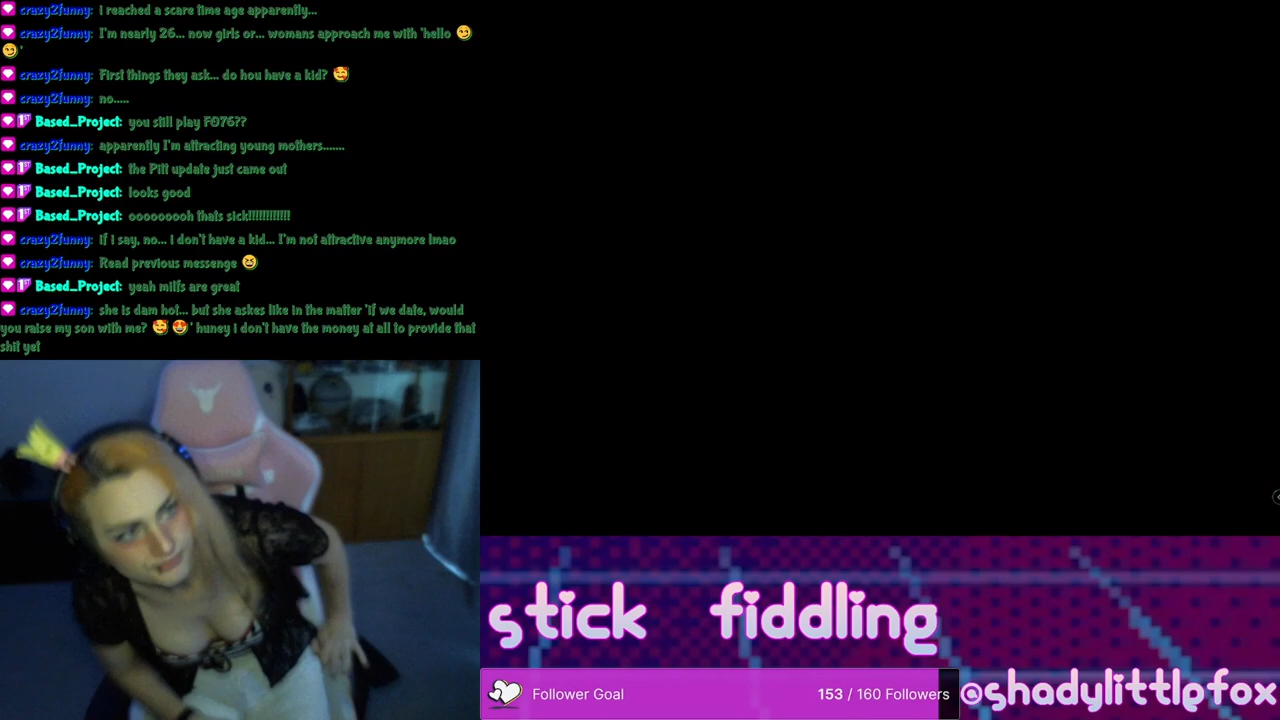 crazy2funny: i reached a scare time age apparently...
crazy2funny: I'm nearly 26... now girls or... womans approach me with 'hello 😏
😏'
crazy2funny: First things they ask... do hou have a kid? 🥰
crazy2funny: no.....
Based_Project: you still play FO76??
crazy2funny: apparently I'm attracting young mothers.......
Based_Project: the Pitt update just came out
Based_Project: looks good
Based_Project: ooooooooh thats sick!!!!!!!!!!!!
crazy2funny: if i say, no... i don't have a kid... I'm not attractive anymore lmao
crazy2funny: Read previous messenge 😆
Based_Project: yeah milfs are great
crazy2funny: she is dam hot... but she askes like in the matter 'if we date, would
you raise my son with me? 🥰 😍' huney i don't have the money at all to provide that
shit yet
stick fiddling
Follower Goal 153 / 160 Followers
@shadylittlefox